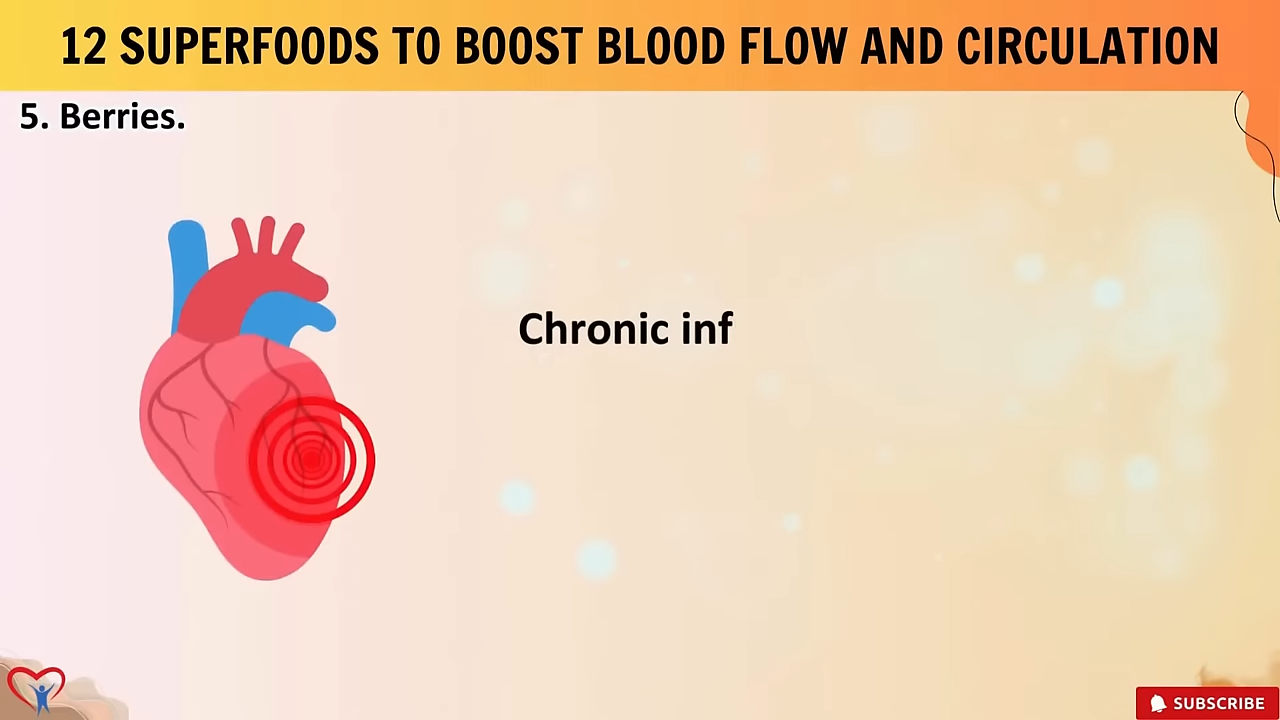 12 SUPERFOODS TO BOOST BLOOD FLOW AND CIRCULATION
5. Berries.
Chronic inf
SUBSCRIBE